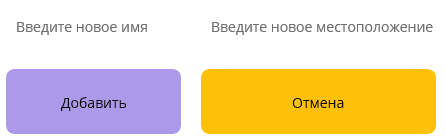 Введите новое имя
Введите новое местоположение
Добавить
Отмена